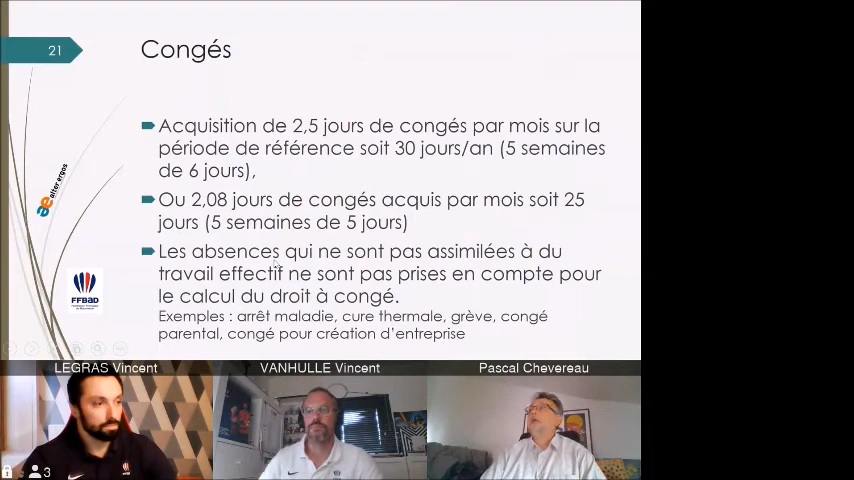 21
Congés
Acquisition de 2,5 jours de congés par mois sur la
période de référence soit 30 jours/an (5 semaines
de 6 jours),
Ou 2,08 jours de congés acquis par mois soit 25
jours (5 semaines de 5 jours)
Les absences qui ne sont pas assimilées à du
travail effectif ne sont pas prises en compte pour
le calcul du droit à congé.
Exemples : arrêt maladie, cure thermale, grève, congé
parental, congé pour création d'entreprise
ae alter ergos
FFBaD
LEGRAS Vincent
VANHULLE Vincent
Pascal Chevereau
3